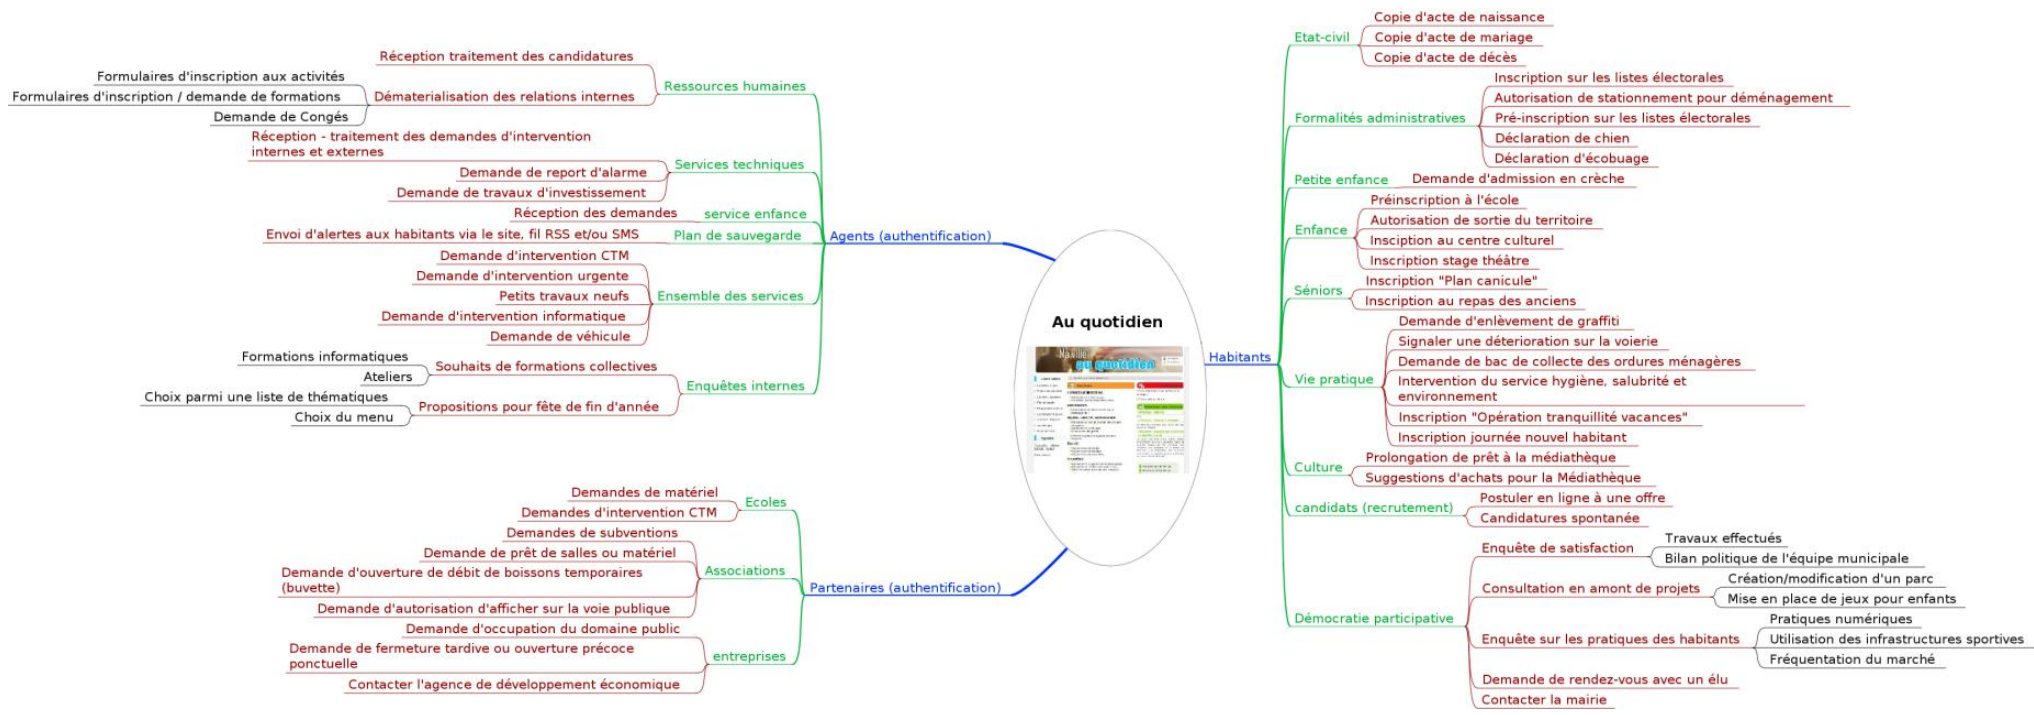 Au quotidien
Ma ville
au quotidien
Agents (authentification)
Ressources humaines
Réception traitement des candidatures
Dématerialisation des relations internes
Formulaires d'inscription aux activités
Formulaires d'inscription / demande de formations
Demande de Congés
Services techniques
Réception - traitement des demandes d'intervention
internes et externes
Demande de report d'alarme
Demande de travaux d'investissement
service enfance
Réception des demandes
Plan de sauvegarde
Envoi d'alertes aux habitants via le site, fil RSS et/ou SMS
Ensemble des services
Demande d'intervention CTM
Demande d'intervention urgente
Petits travaux neufs
Demande d'intervention informatique
Demande de véhicule
Enquêtes internes
Souhaits de formations collectives
Formations informatiques
Ateliers
Propositions pour fête de fin d'année
Choix parmi une liste de thématiques
Choix du menu
Partenaires (authentification)
Ecoles
Demandes de matériel
Demandes d'intervention CTM
Associations
Demandes de subventions
Demande de prêt de salles ou matériel
Demande d'ouverture de débit de boissons temporaires
(buvette)
Demande d'autorisation d'afficher sur la voie publique
entreprises
Demande d'occupation du domaine public
Demande de fermeture tardive ou ouverture précoce
ponctuelle
Contacter l'agence de développement économique
Habitants
Etat-civil
Copie d'acte de naissance
Copie d'acte de mariage
Copie d'acte de décès
Formalités administratives
Inscription sur les listes électorales
Autorisation de stationnement pour déménagement
Pré-inscription sur les listes électorales
Déclaration de chien
Déclaration d'écobuage
Petite enfance
Demande d'admission en crèche
Enfance
Préinscription à l'école
Autorisation de sortie du territoire
Insciption au centre culturel
Inscription stage théâtre
Séniors
Inscription "Plan canicule"
Inscription au repas des anciens
Vie pratique
Demande d'enlèvement de graffiti
Signaler une déterioration sur la voierie
Demande de bac de collecte des ordures ménagères
Intervention du service hygiène, salubrité et
environnement
Inscription "Opération tranquillité vacances"
Inscription journée nouvel habitant
Culture
Prolongation de prêt à la médiathèque
Suggestions d'achats pour la Médiathèque
candidats (recrutement)
Postuler en ligne à une offre
Candidatures spontanée
Démocratie participative
Enquête de satisfaction
Travaux effectués
Bilan politique de l'équipe municipale
Consultation en amont de projets
Création/modification d'un parc
Mise en place de jeux pour enfants
Enquête sur les pratiques des habitants
Pratiques numériques
Utilisation des infrastructures sportives
Fréquentation du marché
Demande de rendez-vous avec un élu
Contacter la mairie